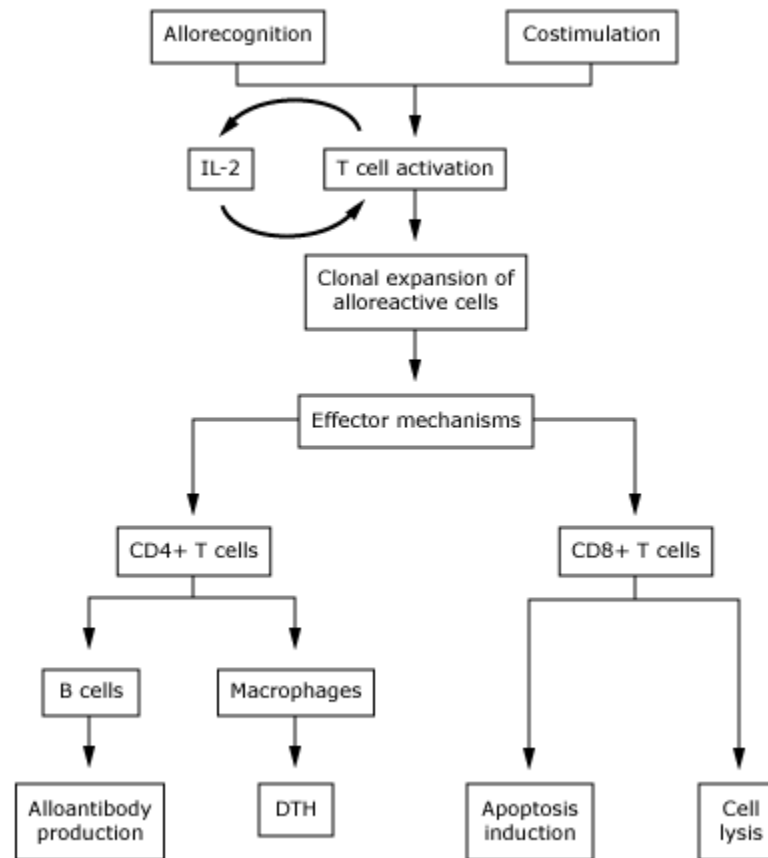 Allorecognition
Costimulation
IL-2
T cell activation
Clonal expansion of
alloreactive cells
Effector mechanisms
CD4+ T cells
CD8+ T cells
B cells
Macrophages
Alloantibody
production
DTH
Apoptosis
induction
Cell
lysis